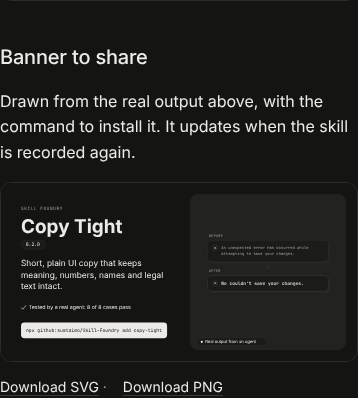 Banner to share
Drawn from the real output above, with the
command to install it. It updates when the skill
is recorded again.
SKILL FOUNDRY
Copy Tight
0.2.0
Short, plain UI copy that keeps
meaning, numbers, names and legal
text intact.
✓ Tested by a real agent: 8 of 8 cases pass
npx github:sumtaimo/Skill-Foundry add copy-tight
BEFORE
An unexpected error has occurred while
attempting to save your changes.
AFTER
We couldn't save your changes.
Real output from an agent
Download SVG · Download PNG